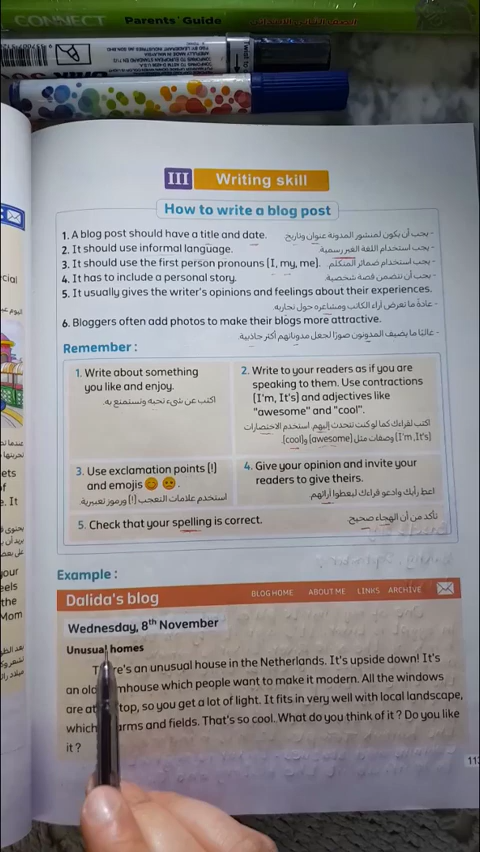 CONNECT Parents' Guide
III Writing skill
How to write a blog post
1. A blog post should have a title and date.
- يجب أن يكون لمنشور المدونة عنوان وتاريخ.
2. It should use informal language.
- يجب استخدام اللغة الغير رسمية.
3. It should use the first person pronouns (I, my, me).
- يجب استخدام ضمائر المتكلم.
4. It has to include a personal story.
- يجب أن تتضمن قصة شخصية.
5. It usually gives the writer's opinions and feelings about their experiences.
- عادة ما تعرض آراء الكاتب ومشاعره حول تجاربه.
6. Bloggers often add photos to make their blogs more attractive.
- غالبًا ما يضيف المدونون صورًا لجعل مدوناتهم أكثر جاذبية.
Remember :
1. Write about something
you like and enjoy.
اكتب عن شيء تحبه وتستمتع به.
2. Write to your readers as if you are
speaking to them. Use contractions
(I'm, It's) and adjectives like
"awesome" and "cool".
اكتب لقراءك كما لو كنت تتحدث إليهم. استخدم الاختصارات
(I'm, It's) وصفات مثل (awesome) و(cool).
3. Use exclamation points (!)
and emojis 😊 🙁.
استخدم علامات التعجب (!) ورموز تعبيرية
4. Give your opinion and invite your
readers to give theirs.
اعط رأيك وادعو قراءك ليعطوا آرائهم.
5. Check that your spelling is correct.
تأكد من أن الهجاء صحيح.
Example :
Dalida's blog
BLOG HOME ABOUT ME LINKS ARCHIVE
Wednesday, 8th November
Unusual homes
There's an unusual house in the Netherlands. It's upside down! It's
an old mhouse which people want to make it modern. All the windows
are at top, so you get a lot of light. It fits in very well with local landscape,
which arms and fields. That's so cool. What do you think of it ? Do you like
it ?